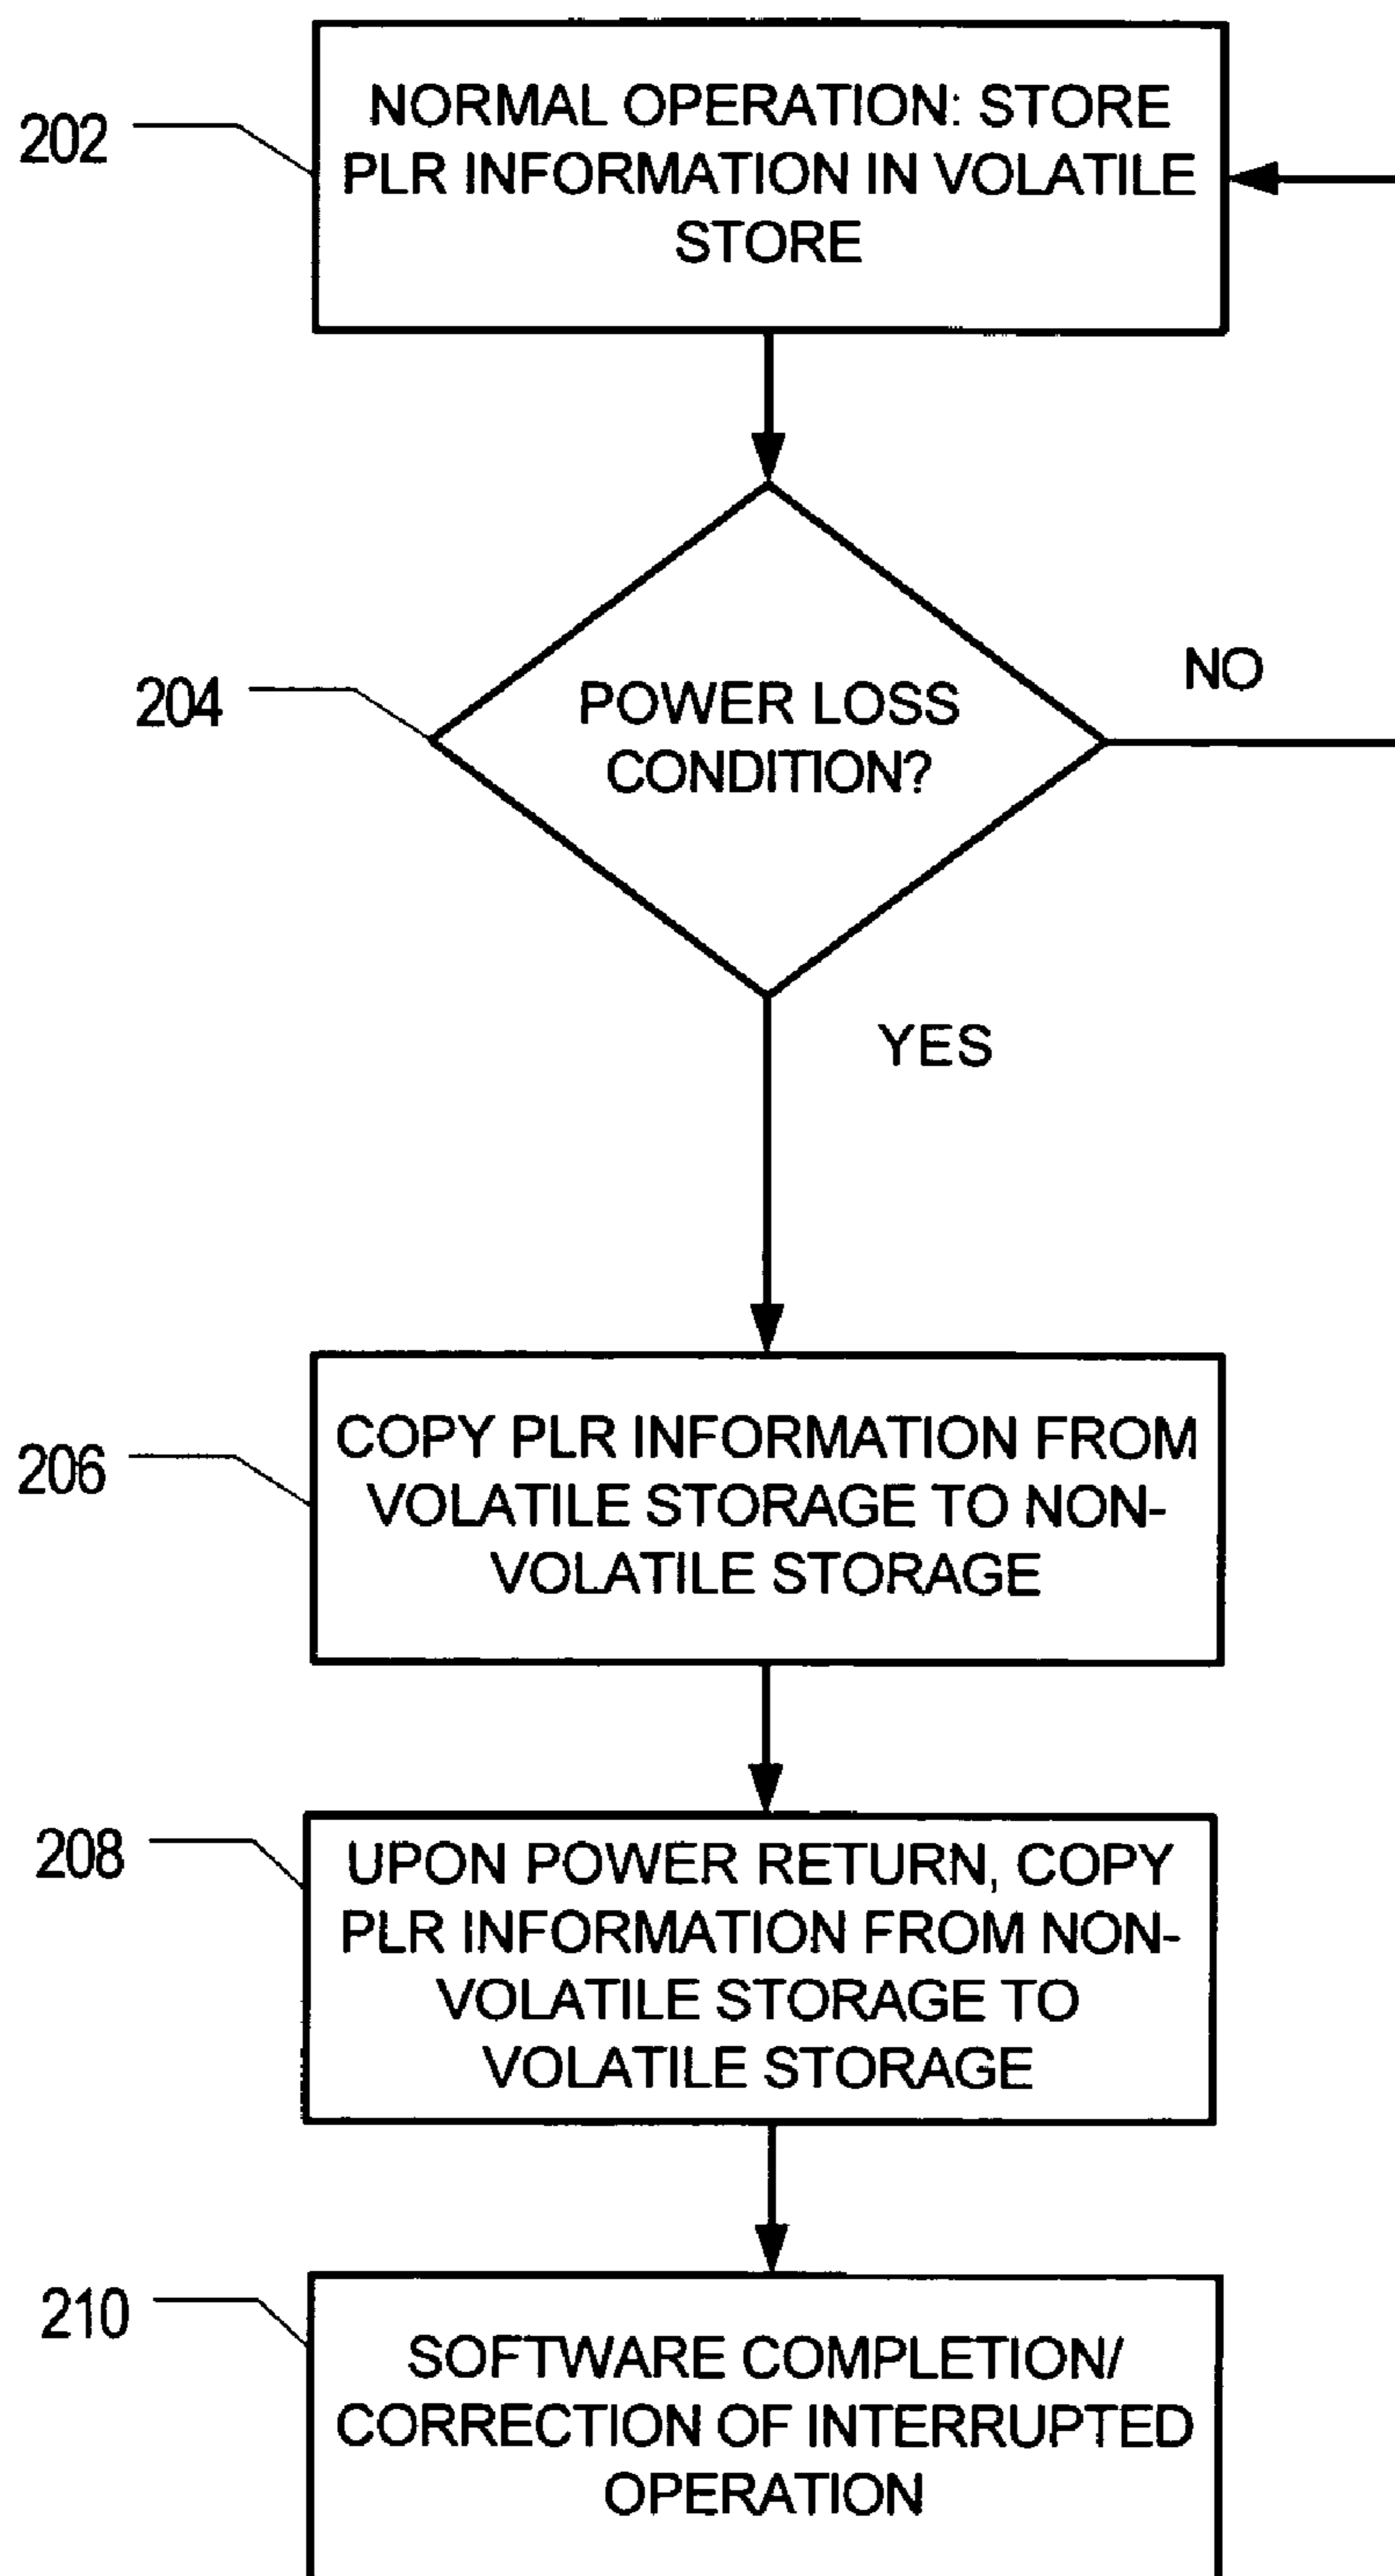 202
NORMAL OPERATION: STORE
PLR INFORMATION IN VOLATILE
STORE
204
POWER LOSS
CONDITION?
NO
YES
206
COPY PLR INFORMATION FROM
VOLATILE STORAGE TO NON-
VOLATILE STORAGE
208
UPON POWER RETURN, COPY
PLR INFORMATION FROM NON-
VOLATILE STORAGE TO
VOLATILE STORAGE
210
SOFTWARE COMPLETION/
CORRECTION OF INTERRUPTED
OPERATION